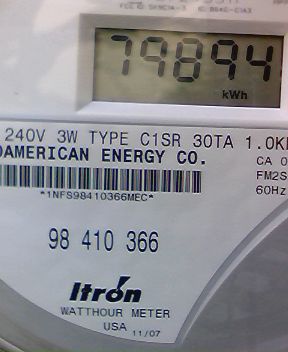 79894
kWh
240V 3W TYPE C1SR 30TA 1.0K
OAMERICAN ENERGY CO.
CA 0
FM2S
60Hz
*1NFS98410366MEC*
98 410 366
Itron
WATTHOUR METER
USA 11/07